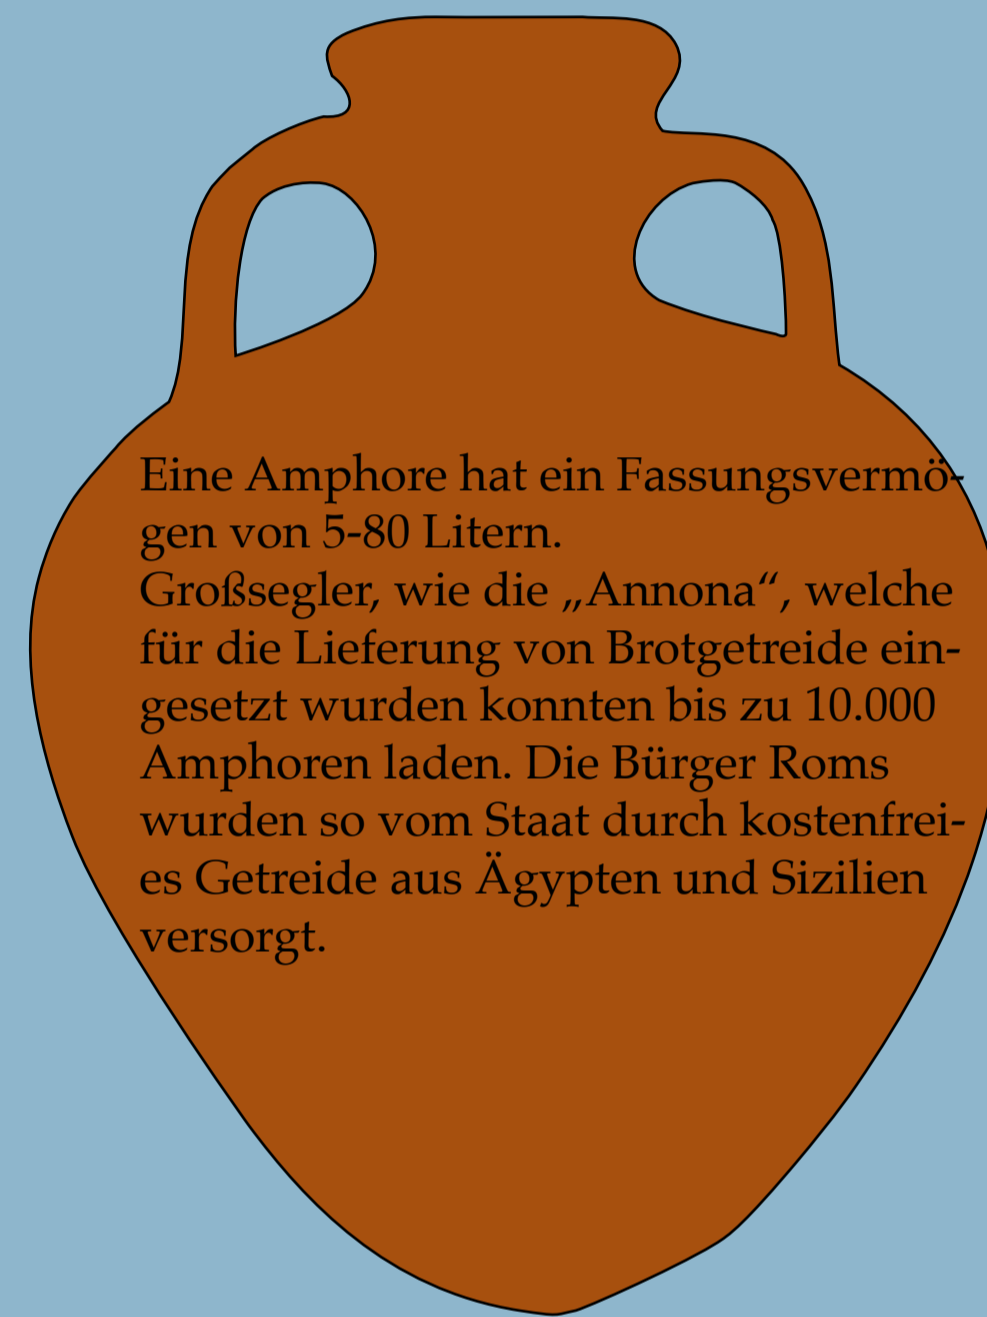 Eine Amphore hat ein Fassungsvermö-
gen von 5-80 Litern.
Großsegler, wie die „Annona“, welche
für die Lieferung von Brotgetreide ein-
gesetzt wurden konnten bis zu 10.000
Amphoren laden. Die Bürger Roms
wurden so vom Staat durch kostenfrei-
es Getreide aus Ägypten und Sizilien
versorgt.